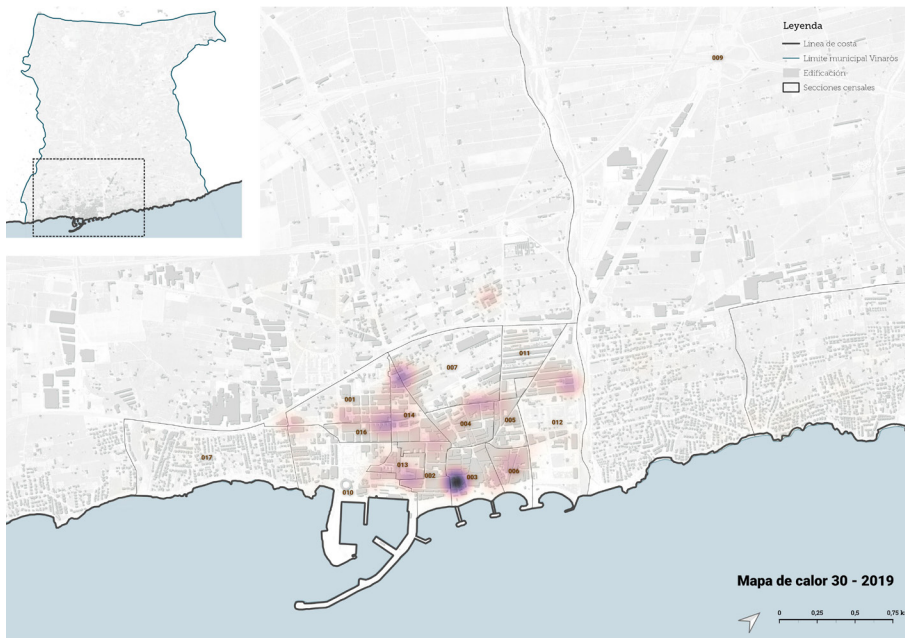 Leyenda
Línea de costa
Límite municipal Vinaròs
Edificación
Secciones censales
009
011
007
001
014
004
005
012
016
017
013
002
003
006
010
Mapa de calor 30 - 2019
0 0,25 0,5 0,75 k